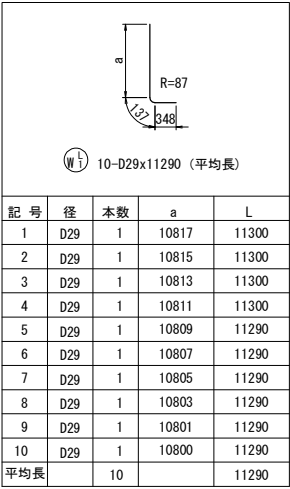 a
R=87
137
348
W L1 10-D29x11290 (平均長)
記号 径 本数 a L
1 D29 1 10817 11300
2 D29 1 10815 11300
3 D29 1 10813 11300
4 D29 1 10811 11300
5 D29 1 10809 11290
6 D29 1 10807 11290
7 D29 1 10805 11290
8 D29 1 10803 11290
9 D29 1 10801 11290
10 D29 1 10800 11290
平均長 10 11290